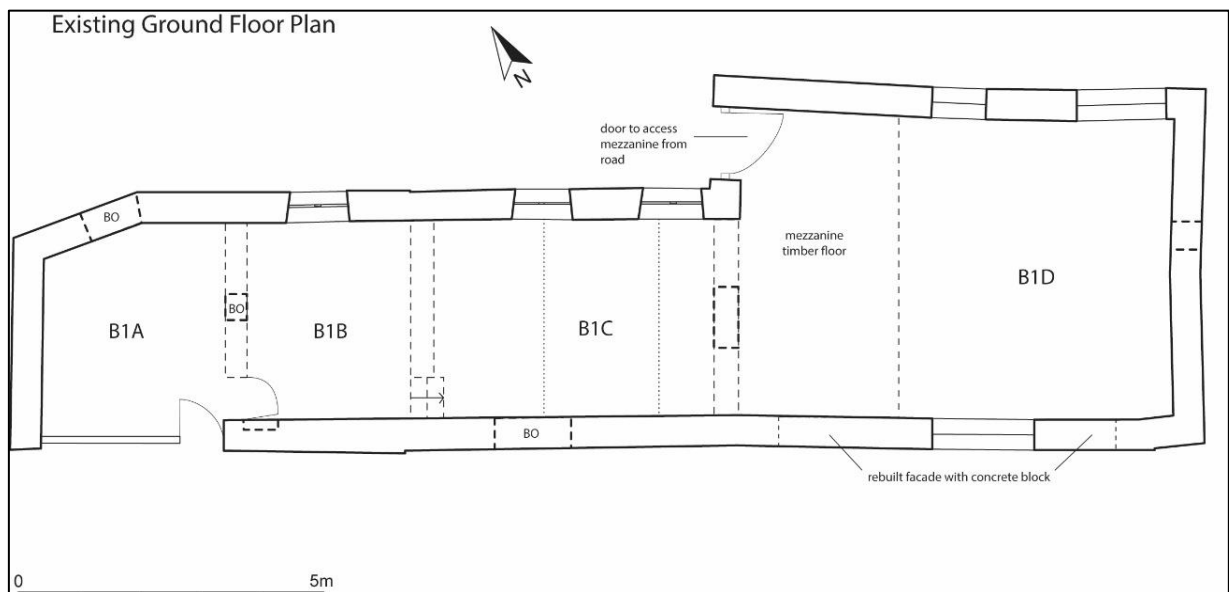 Existing Ground Floor Plan
N
door to access
mezzanine from
road
BO
mezzanine
timber floor
B1D
BO
B1A
B1B
B1C
BO
rebuilt facade with concrete block
0
5m